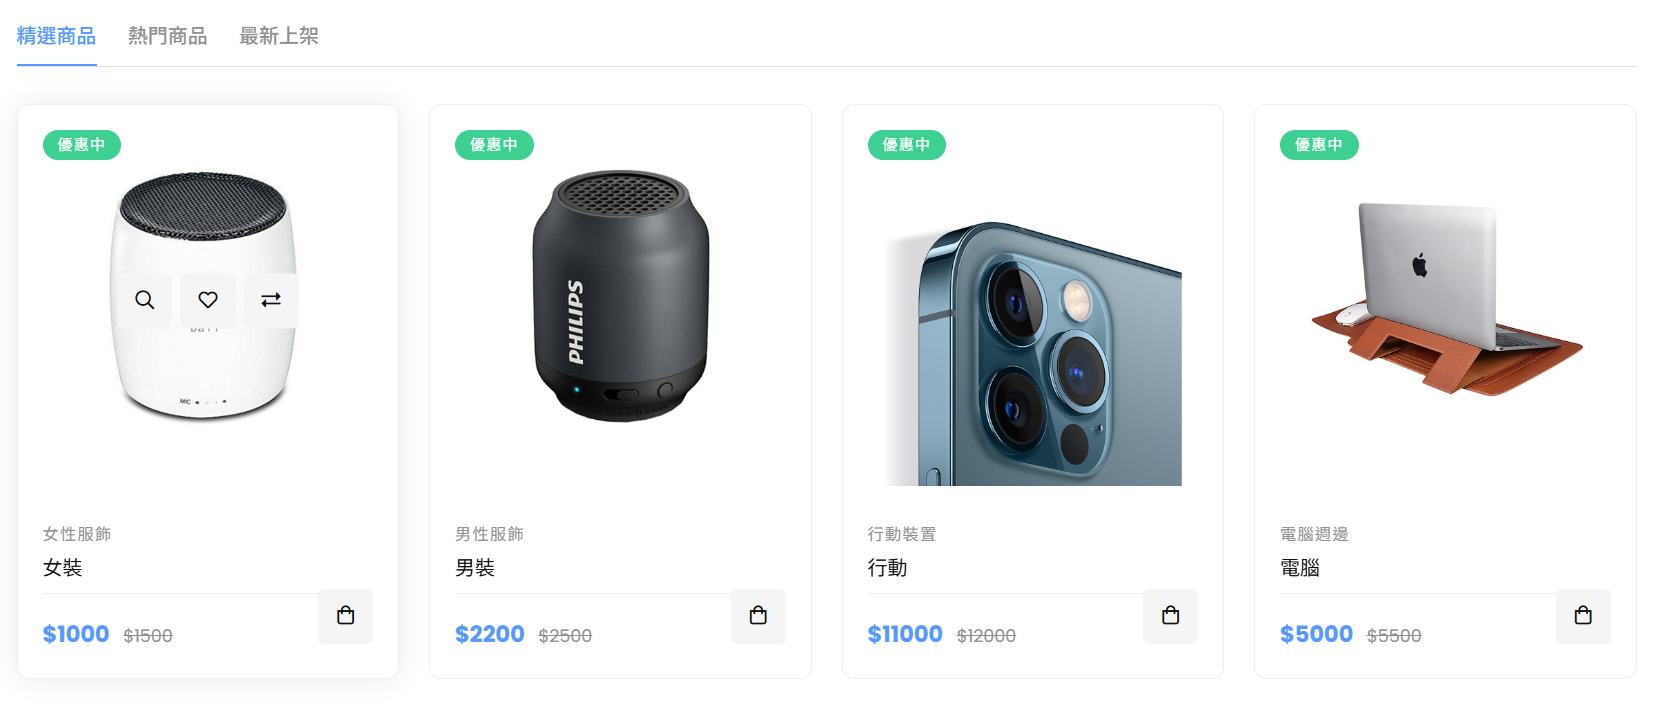 精選商品 熱門商品 最新上架
優惠中
優惠中
優惠中
優惠中
MIC
PHILIPS
女性服飾
女裝
$1000 $1500
男性服飾
男裝
$2200 $2500
行動裝置
行動
$11000 $12000
電腦週邊
電腦
$5000 $5500